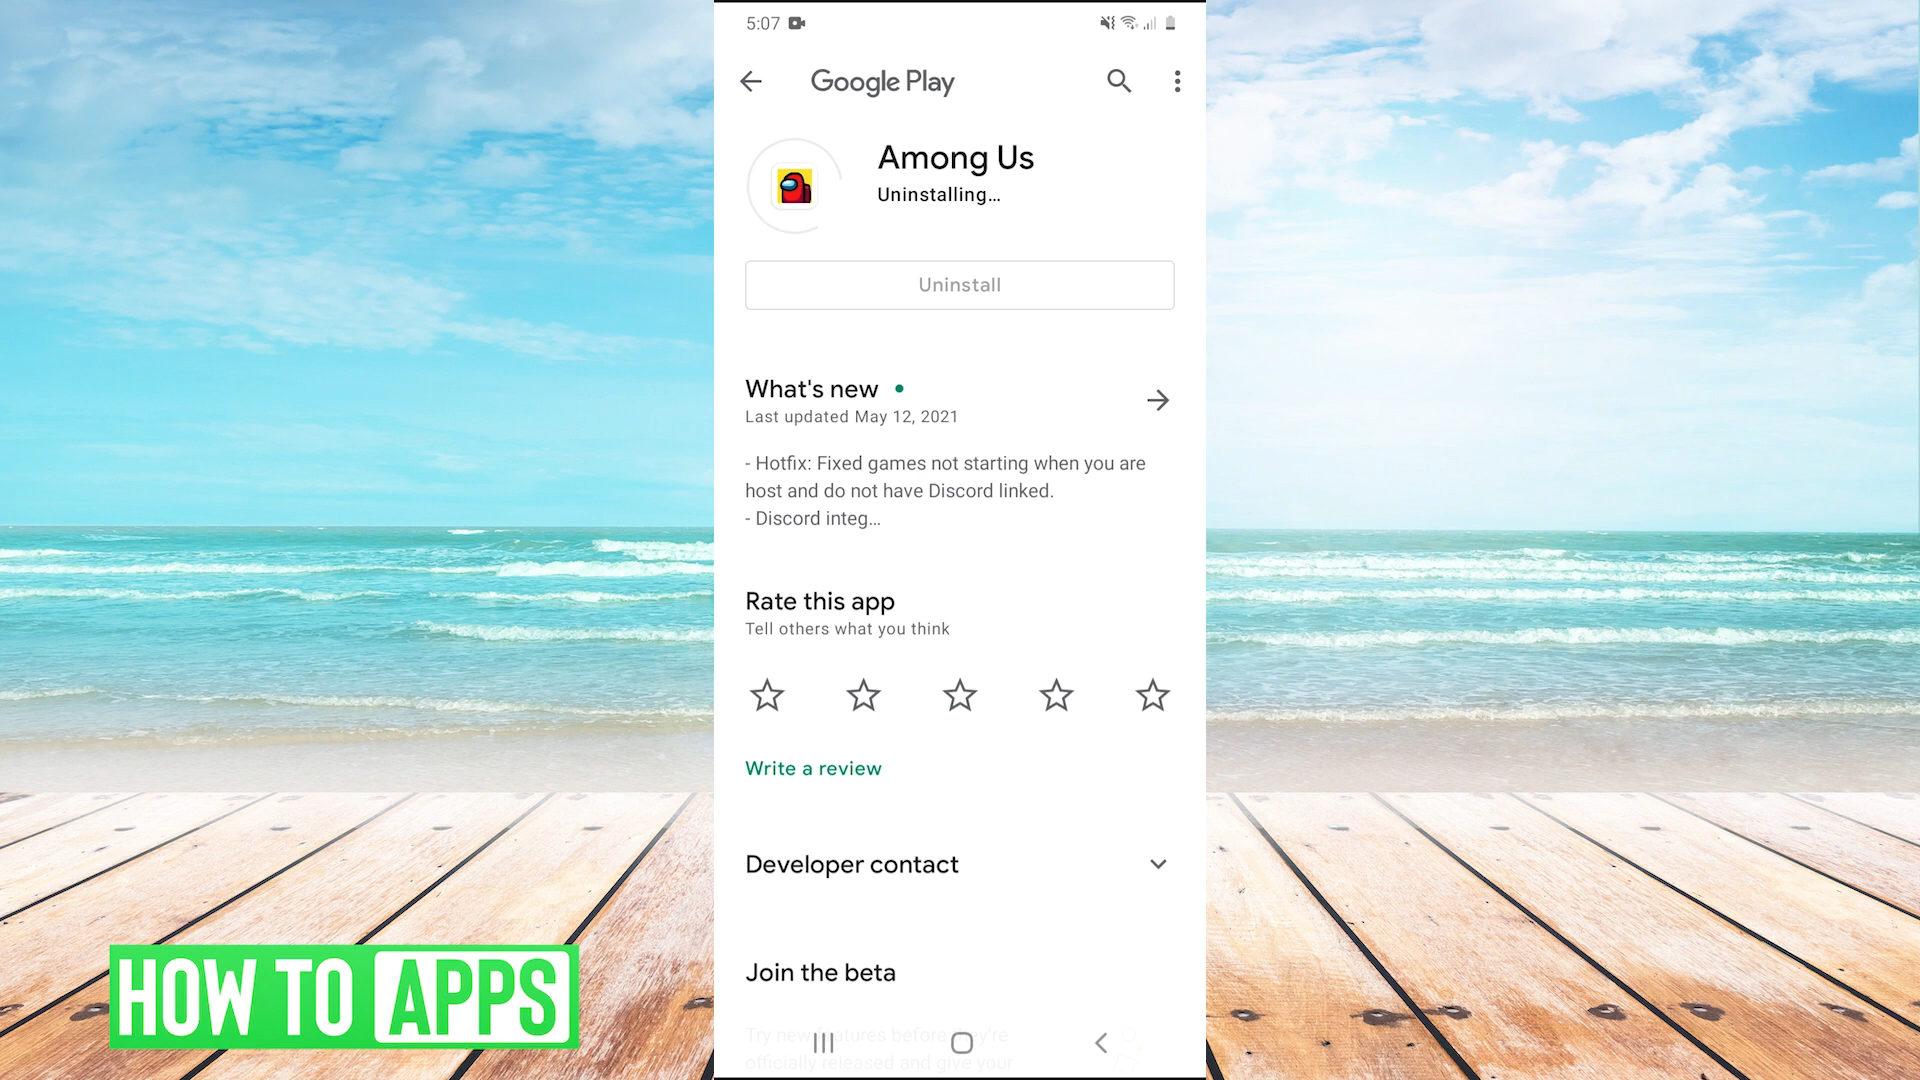 5:07
Google Play
Among Us
Uninstalling...
Uninstall
What's new
Last updated May 12, 2021
- Hotfix: Fixed games not starting when you are
host and do not have Discord linked.
- Discord integ...
Rate this app
Tell others what you think
Write a review
Developer contact
Join the beta
Try new features before they're
officially released and give your
HOW TO APPS